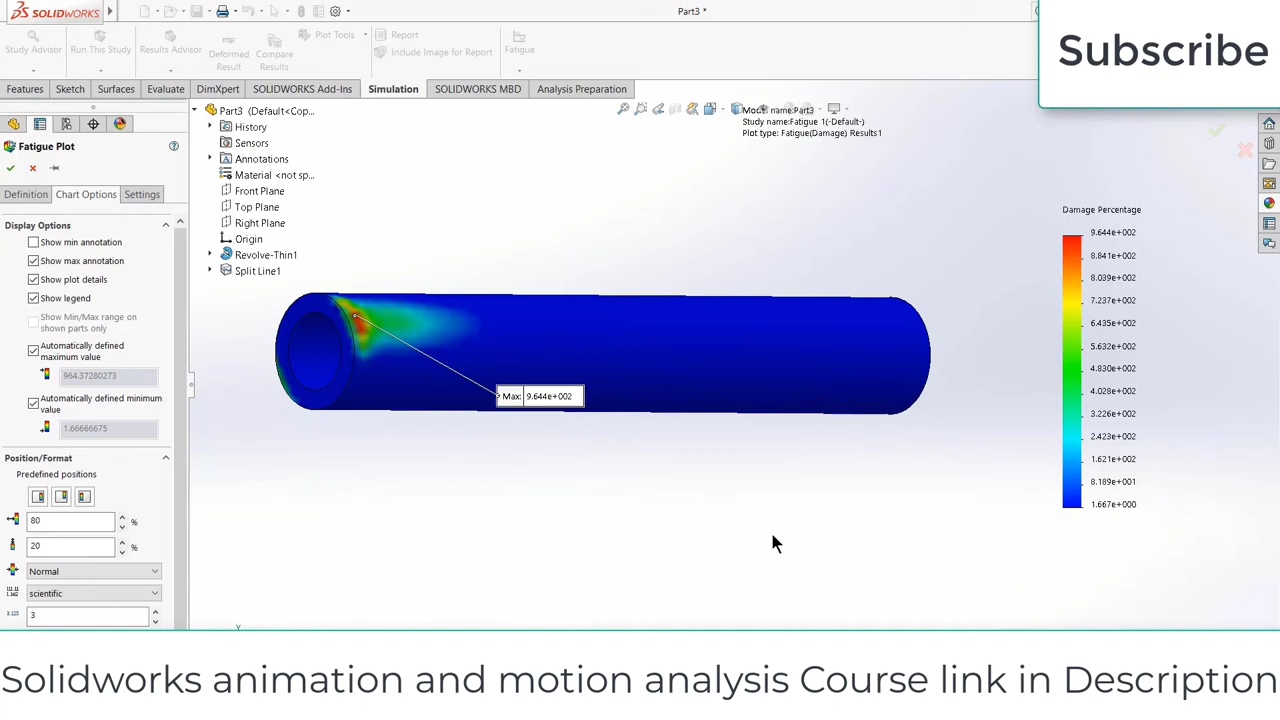 SOLIDWORKS
Part3 *
Subscribe
Study Advisor
Run This Study
Results Advisor
Deformed Result
Compare Results
Plot Tools
Report
Include Image for Report
Fatigue
Features
Sketch
Surfaces
Evaluate
DimXpert
SOLIDWORKS Add-Ins
Simulation
SOLIDWORKS MBD
Analysis Preparation
Fatigue Plot
Definition
Chart Options
Settings
Display Options
Show min annotation
Show max annotation
Show plot details
Show legend
Show Min/Max range on
shown parts only
Automatically defined
maximum value
964.37280273
Automatically defined minimum
value
1.66666675
Position/Format
Predefined positions
80 %
20 %
Normal
scientific
3
Part3 (Default<Cop...
History
Sensors
Annotations
Material <not sp...
Front Plane
Top Plane
Right Plane
Origin
Revolve-Thin1
Split Line1
Model name:Part3
Study name:Fatigue 1(-Default-)
Plot type: Fatigue(Damage) Results1
Max: 9.644e+002
Damage Percentage
9.644e+002
8.841e+002
8.039e+002
7.237e+002
6.435e+002
5.632e+002
4.830e+002
4.028e+002
3.226e+002
2.423e+002
1.621e+002
8.189e+001
1.667e+000
Y
Solidworks animation and motion analysis Course link in Description